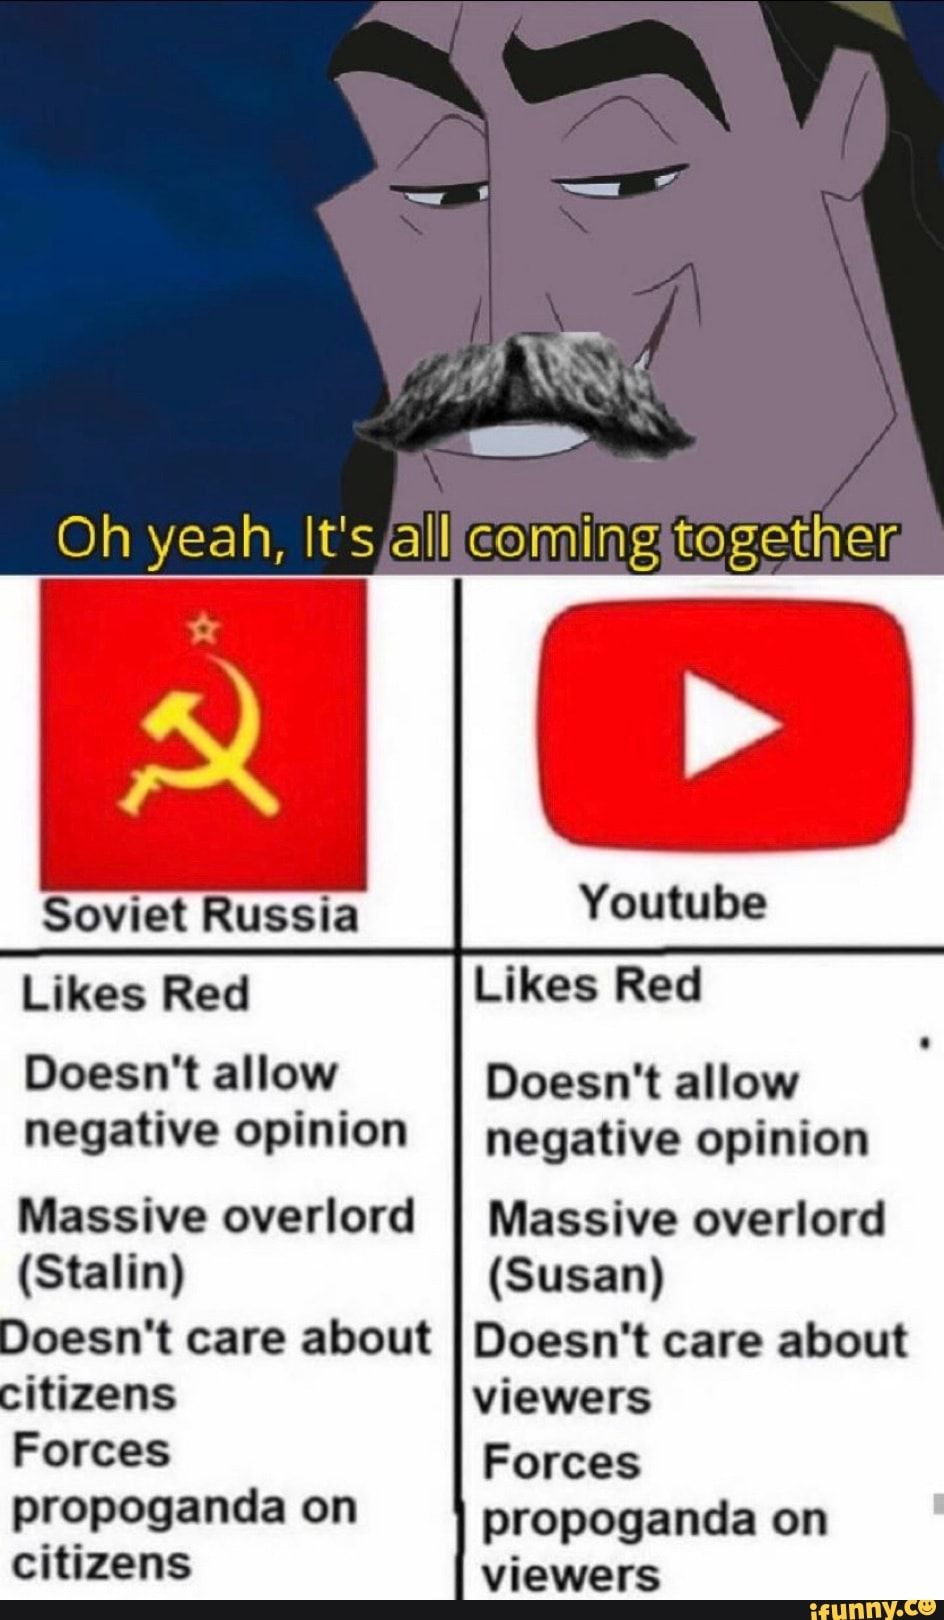 Oh yeah, It's all coming together
Soviet Russia
Youtube
Likes Red
Doesn't allow
negative opinion
Massive overlord
(Stalin)
Doesn't care about
citizens
Forces
propoganda on
citizens
Likes Red
Doesn't allow
negative opinion
Massive overlord
(Susan)
Doesn't care about
viewers
Forces
propoganda on
viewers
ifunny.co